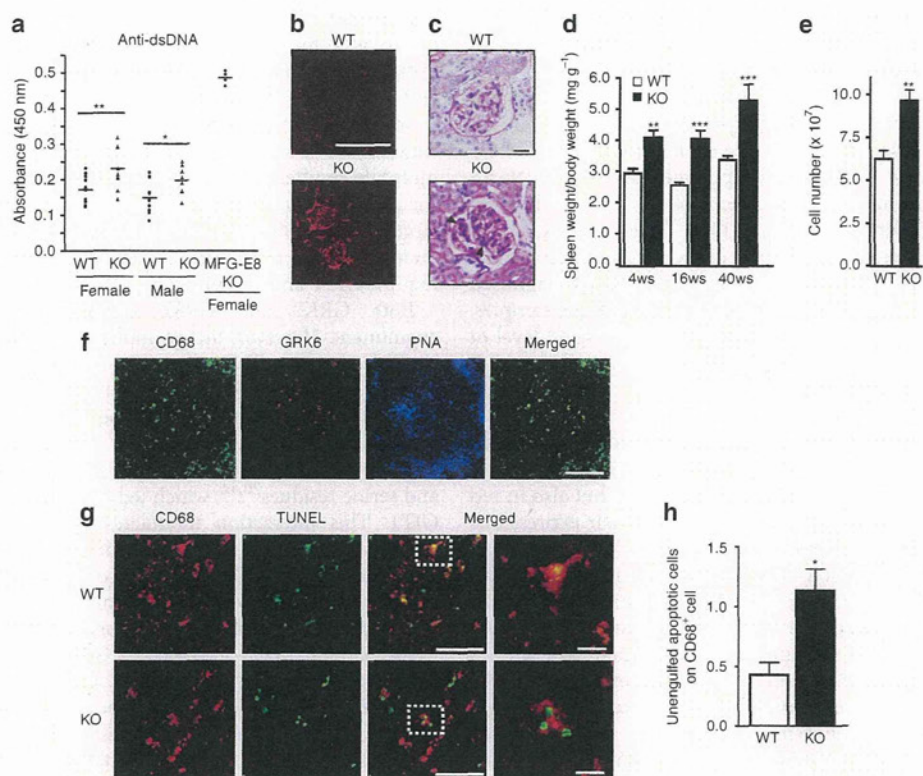 a
Anti-dsDNA
Absorbance (450 nm)
0.5
0.4
0.3
0.2
0.1
0.0
**
*
WT KO WT KO MFG-E8
KO
Female Male Female
b
WT
KO
c
WT
KO
d
Spleen weight/body weight (mg g⁻¹)
6.0
5.0
4.0
3.0
2.0
1.0
0.0
WT
KO
**
***
***
4ws 16ws 40ws
e
Cell number (x 10⁷)
10.0
5.0
0.0
**
WT KO
f
CD68 GRK6 PNA Merged
g
CD68 TUNEL Merged
WT
KO
h
Unengulfed apoptotic cells
on CD68⁺ cell
1.5
1.0
0.5
0.0
*
WT KO